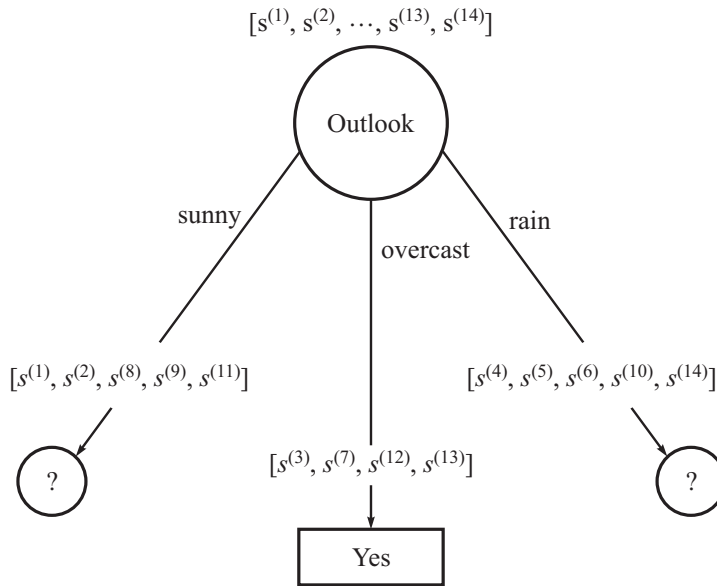 [s⁽¹⁾, s⁽²⁾, ⋯, s⁽¹³⁾, s⁽¹⁴⁾]
Outlook
sunny
rain
overcast
[s⁽¹⁾, s⁽²⁾, s⁽⁸⁾, s⁽⁹⁾, s⁽¹¹⁾]
[s⁽⁴⁾, s⁽⁵⁾, s⁽⁶⁾, s⁽¹⁰⁾, s⁽¹⁴⁾]
[s⁽³⁾, s⁽⁷⁾, s⁽¹²⁾, s⁽¹³⁾]
?
?
Yes